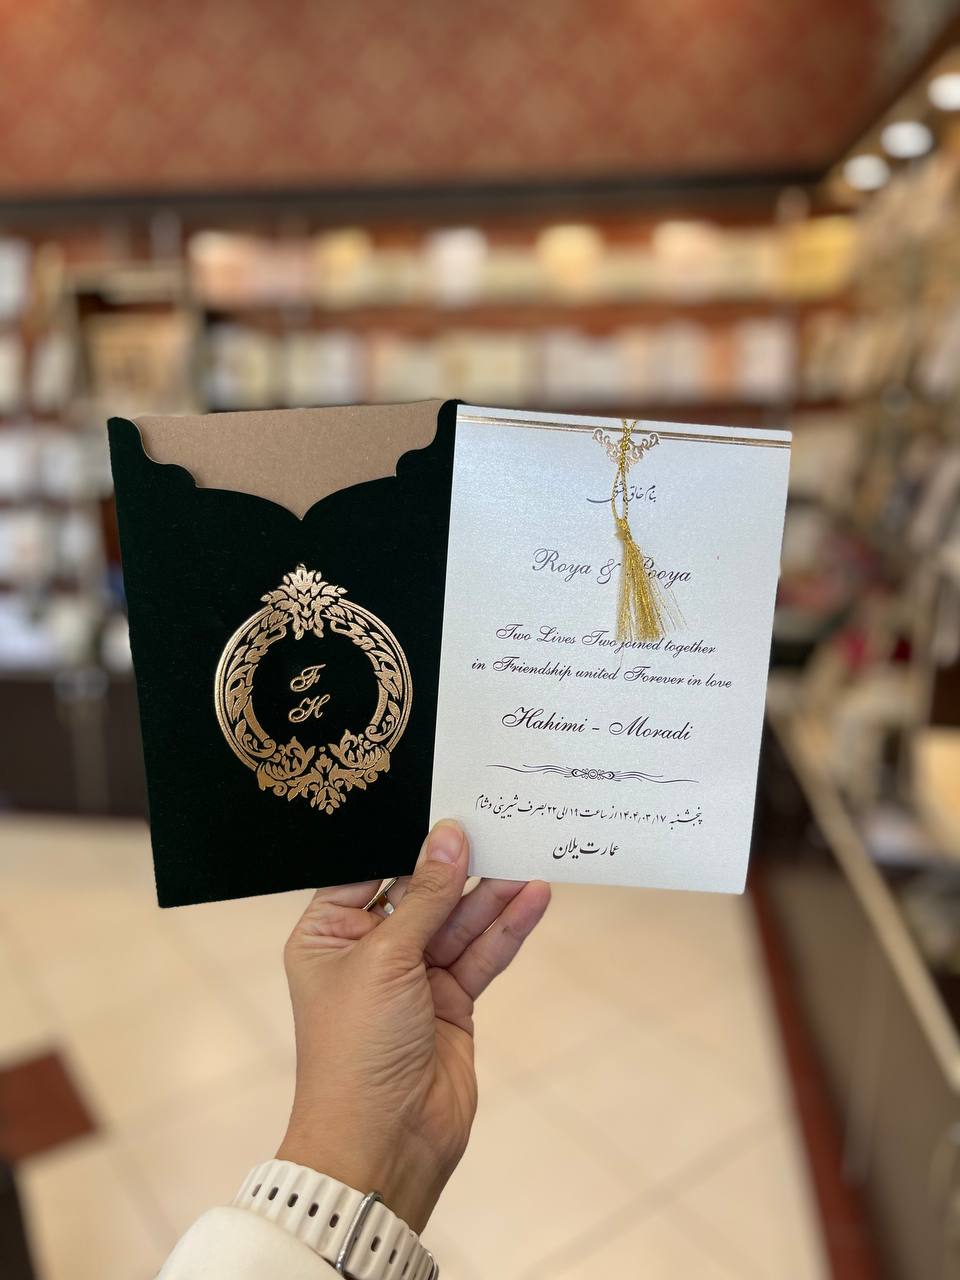 F
H
بنام خالق عشق
Roya & Pooya
Two Lives Two joined together
in Friendship united Forever in love
Hahimi - Moradi
پنجشنبه ۱۴۰۴/۰۳/۱۷ از ساعت ۱۹ الی ۲۲ بصرف شیرینی و شام
عمارت یلان